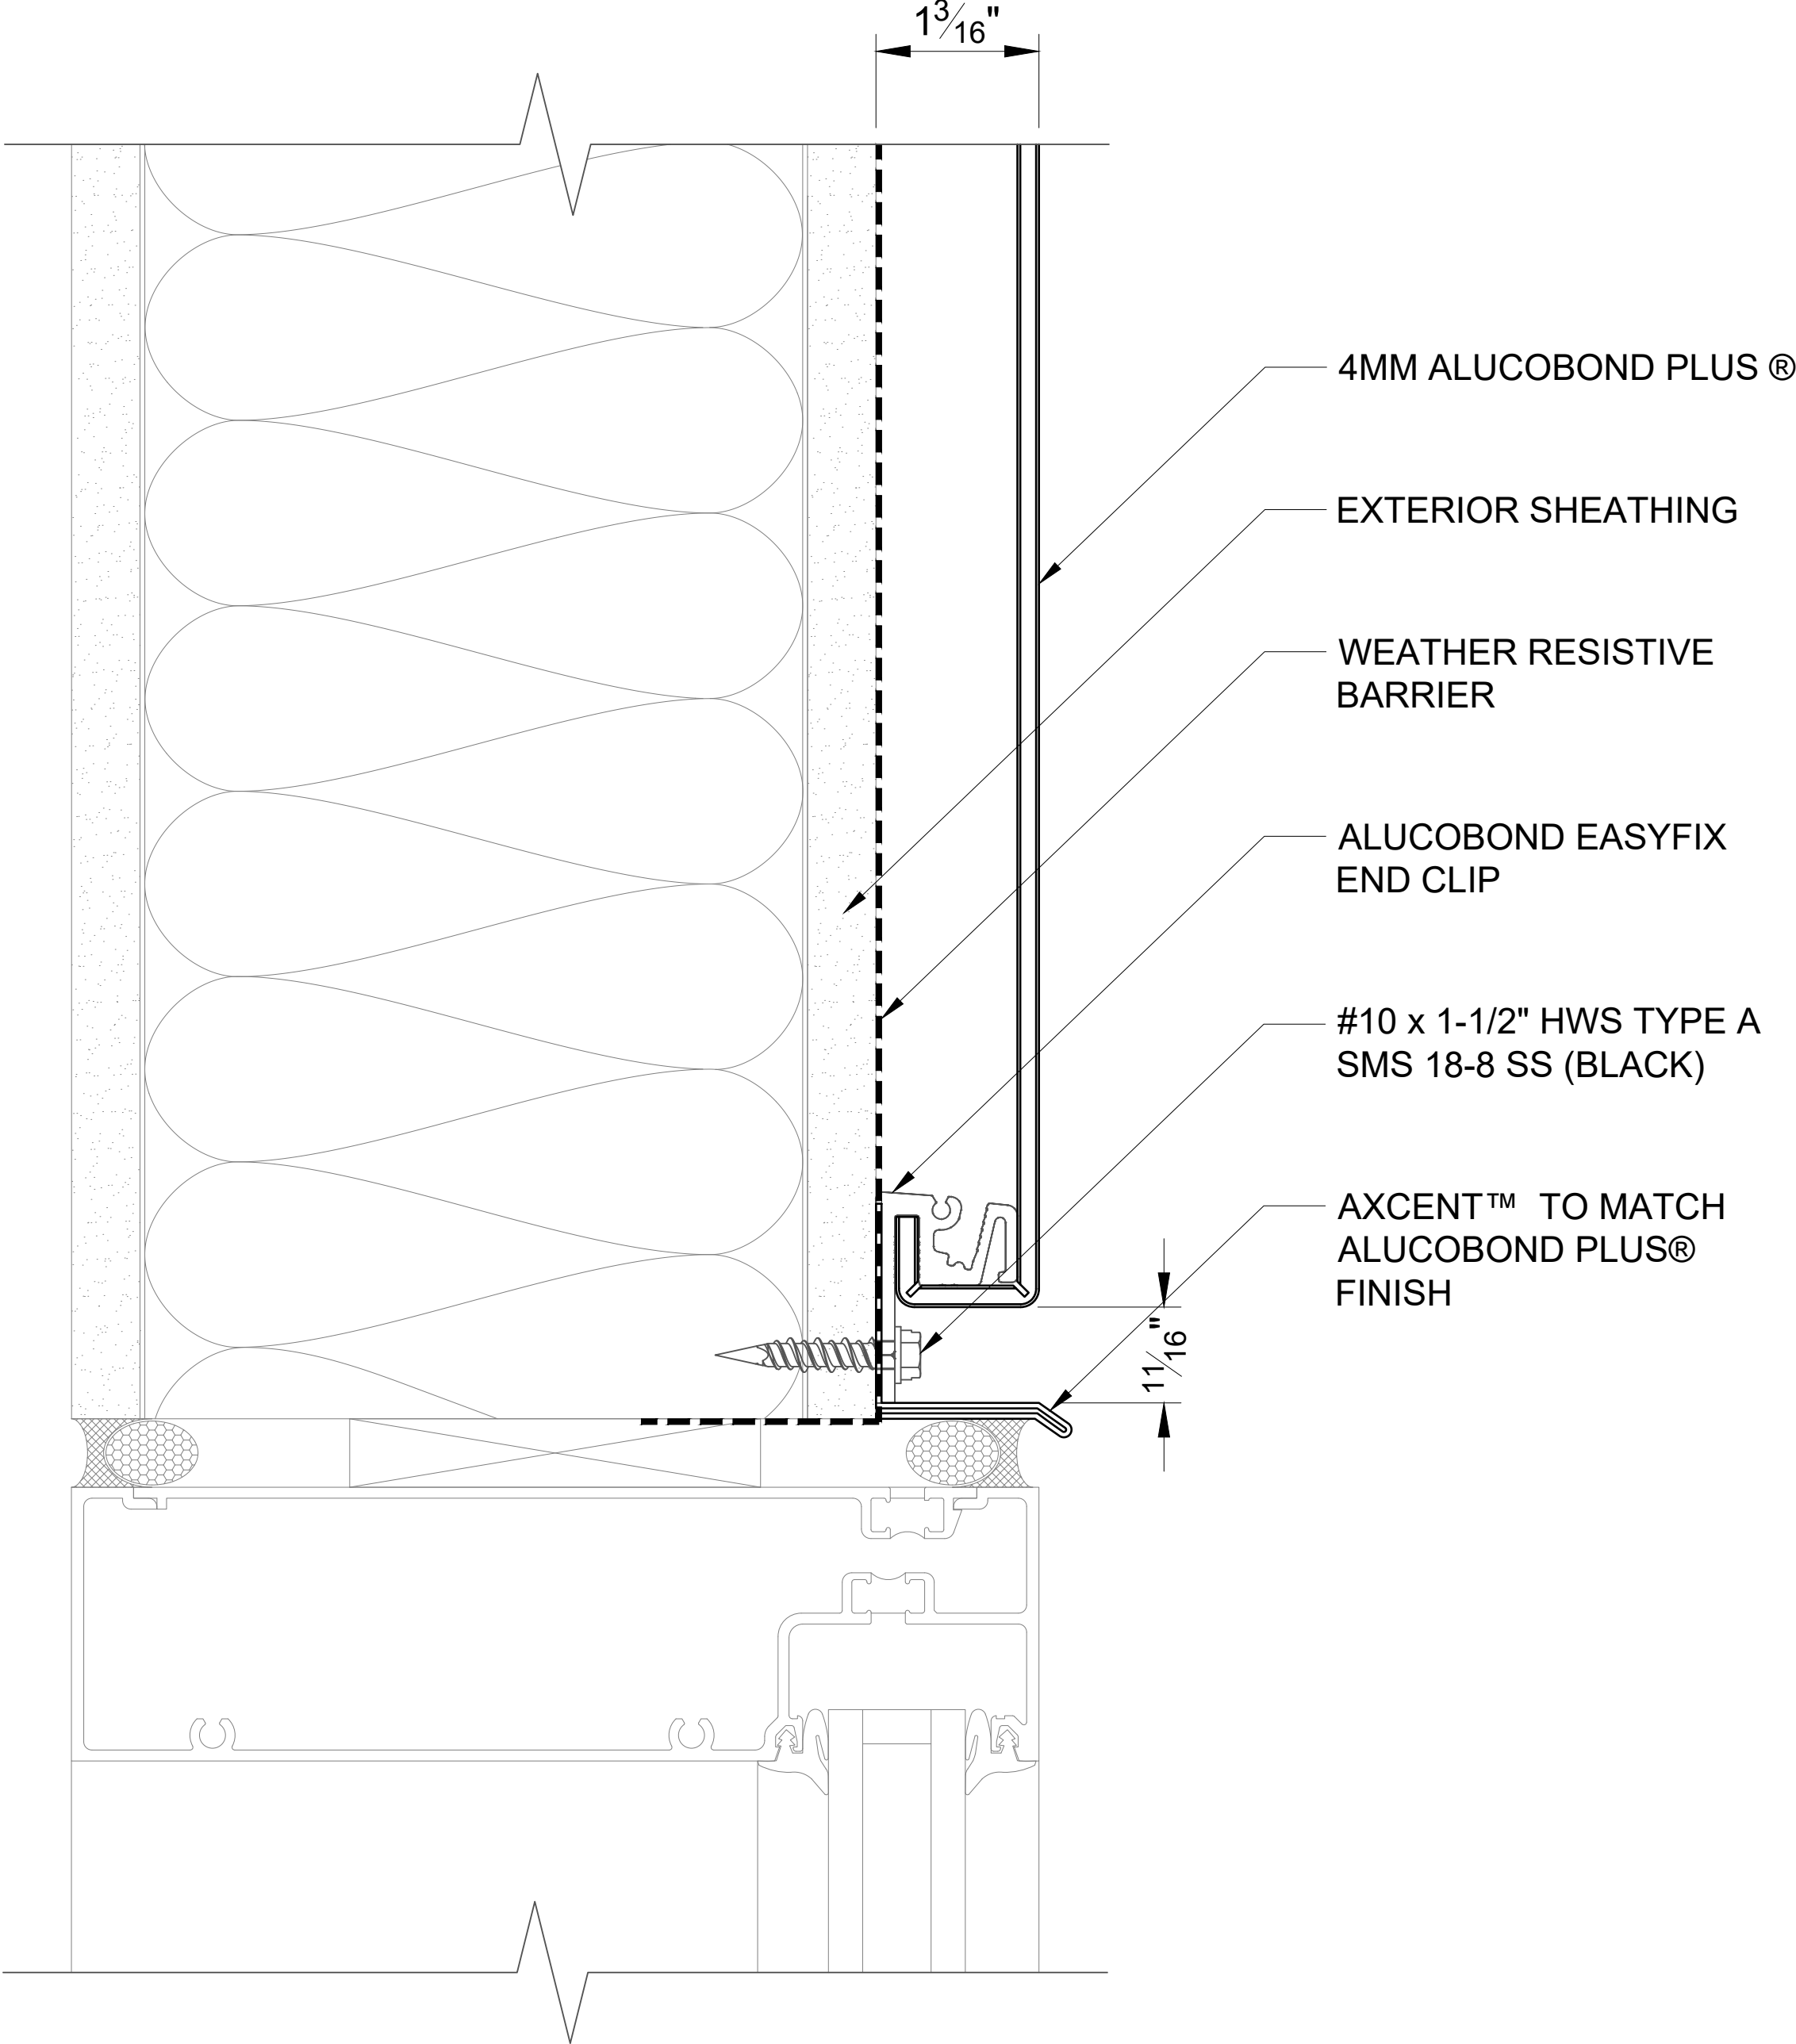 1 3/16"
4MM ALUCOBOND PLUS ®
EXTERIOR SHEATHING
WEATHER RESISTIVE
BARRIER
ALUCOBOND EASYFIX
END CLIP
#10 x 1-1/2" HWS TYPE A
SMS 18-8 SS (BLACK)
AXCENT™ TO MATCH
ALUCOBOND PLUS®
FINISH
11/16"